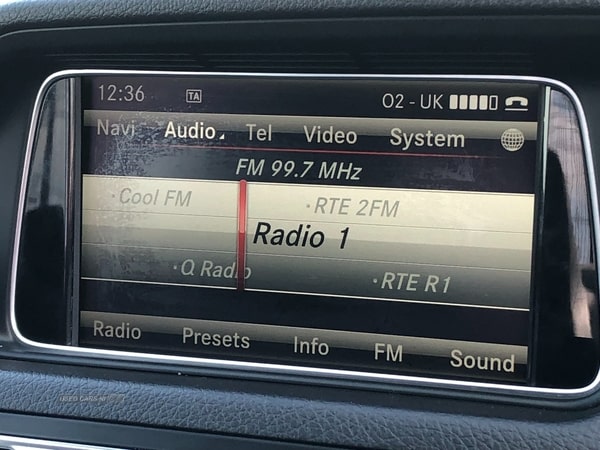 12:36 TA O2 - UK
Navi Audio Tel Video System
FM 99.7 MHz
·Cool FM ·RTE 2FM
Radio 1
·Q Radio ·RTE R1
Radio Presets Info FM Sound